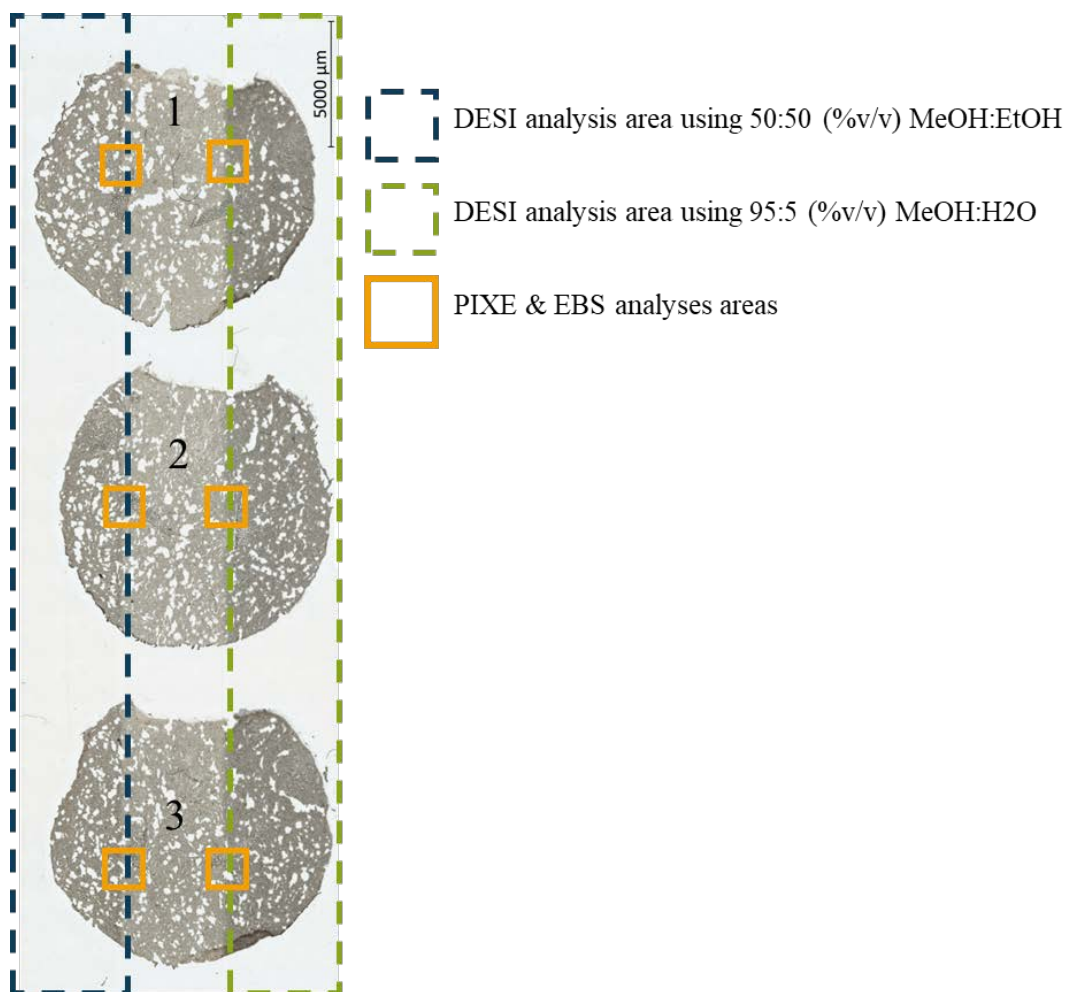 5000 µm
1
DESI analysis area using 50:50 (%v/v) MeOH:EtOH
DESI analysis area using 95:5 (%v/v) MeOH:H2O
PIXE & EBS analyses areas
2
3